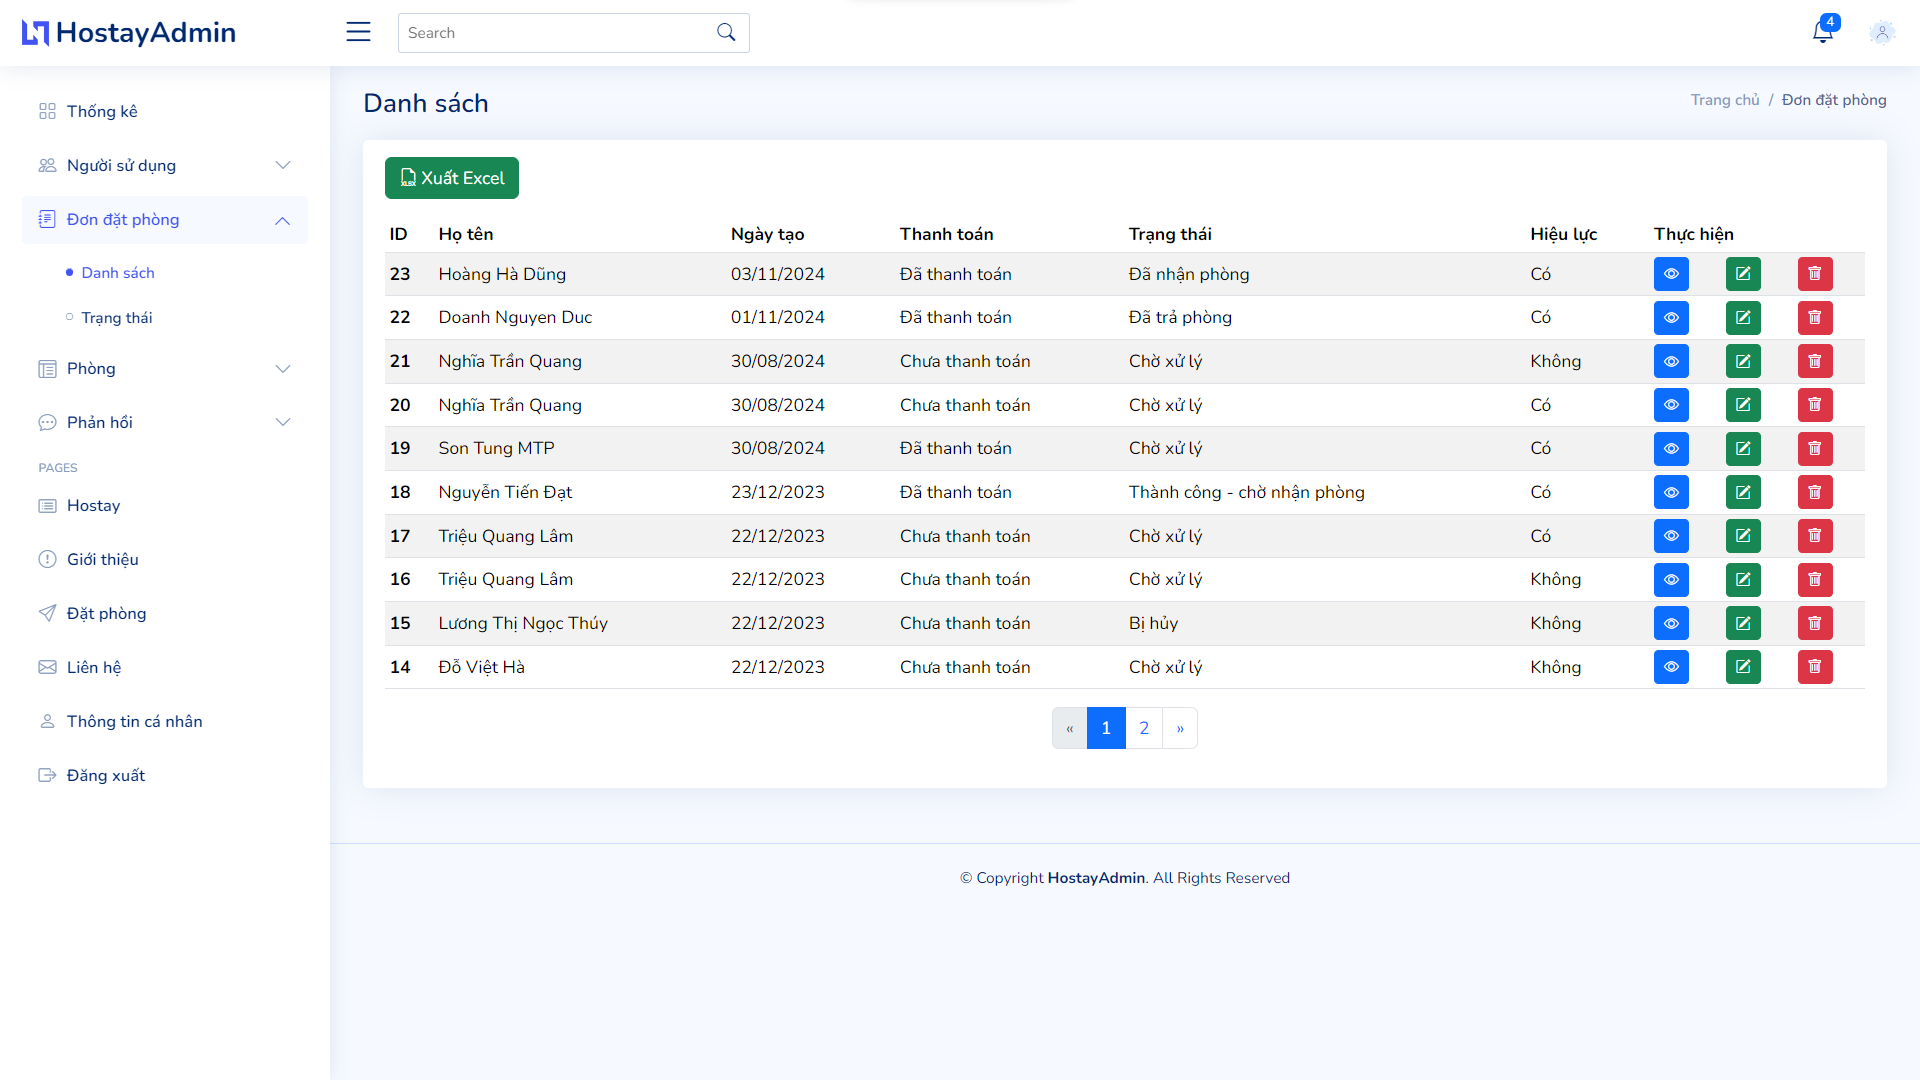 HostayAdmin
Search
4
Thống kê
Người sử dụng
Đơn đặt phòng
Danh sách
Trạng thái
Phòng
Phản hồi
PAGES
Hostay
Giới thiệu
Đặt phòng
Liên hệ
Thông tin cá nhân
Đăng xuất
Danh sách
Trang chủ / Đơn đặt phòng
XLSX Xuất Excel
ID Họ tên Ngày tạo Thanh toán Trạng thái Hiệu lực Thực hiện
23 Hoàng Hà Dũng 03/11/2024 Đã thanh toán Đã nhận phòng Có
22 Doanh Nguyen Duc 01/11/2024 Đã thanh toán Đã trả phòng Có
21 Nghĩa Trần Quang 30/08/2024 Chưa thanh toán Chờ xử lý Không
20 Nghĩa Trần Quang 30/08/2024 Chưa thanh toán Chờ xử lý Có
19 Son Tung MTP 30/08/2024 Đã thanh toán Chờ xử lý Có
18 Nguyễn Tiến Đạt 23/12/2023 Đã thanh toán Thành công - chờ nhận phòng Có
17 Triệu Quang Lâm 22/12/2023 Chưa thanh toán Chờ xử lý Có
16 Triệu Quang Lâm 22/12/2023 Chưa thanh toán Chờ xử lý Không
15 Lương Thị Ngọc Thúy 22/12/2023 Chưa thanh toán Bị hủy Không
14 Đỗ Việt Hà 22/12/2023 Chưa thanh toán Chờ xử lý Không
« 1 2 »
© Copyright HostayAdmin. All Rights Reserved